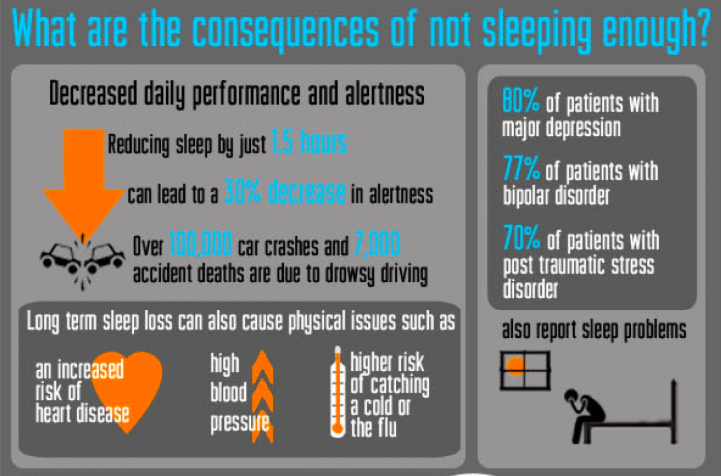 What are the consequences of not sleeping enough?
Decreased daily performance and alertness
Reducing sleep by just 1.5 hours
can lead to a 30% decrease in alertness
Over 100,000 car crashes and 7,000
accident deaths are due to drowsy driving
Long term sleep loss can also cause physical issues such as
an increased
risk of
heart disease
high
blood
pressure
higher risk
of catching
a cold or
the flu
80% of patients with
major depression
77% of patients with
bipolar disorder
70% of patients with
post traumatic stress
disorder
also report sleep problems